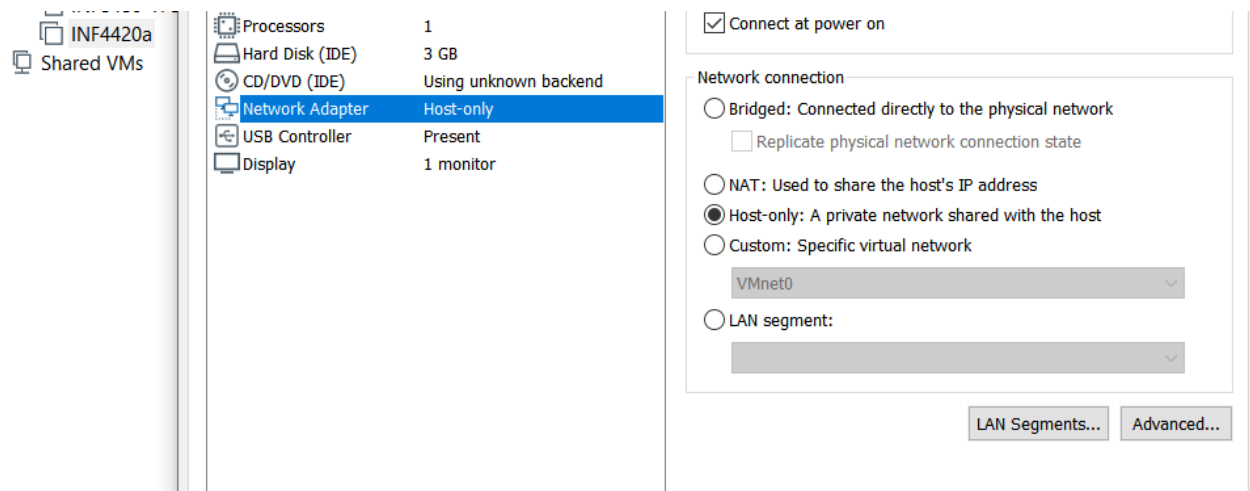 INF4420a
Shared VMs
Processors 1
Hard Disk (IDE) 3 GB
CD/DVD (IDE) Using unknown backend
Network Adapter Host-only
USB Controller Present
Display 1 monitor
Connect at power on
Network connection
Bridged: Connected directly to the physical network
Replicate physical network connection state
NAT: Used to share the host's IP address
Host-only: A private network shared with the host
Custom: Specific virtual network
VMnet0
LAN segment:
LAN Segments... Advanced...